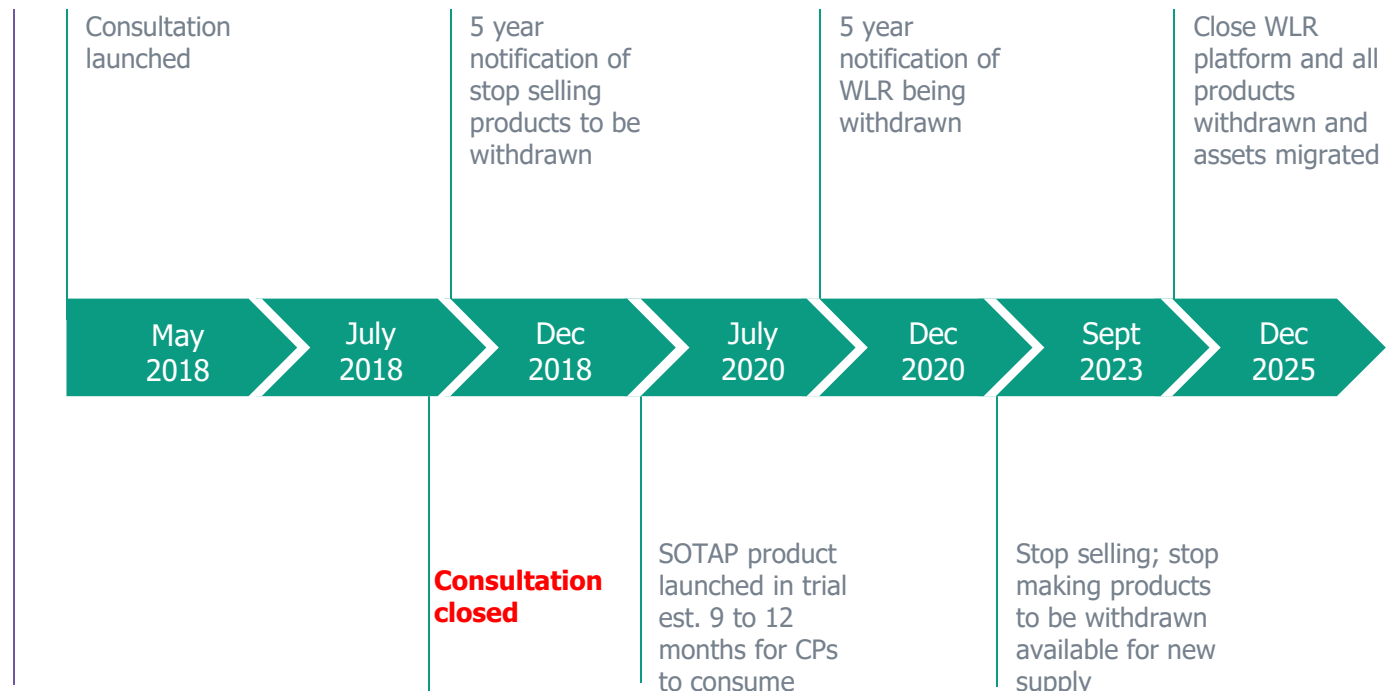 Consultation
launched
5 year
notification of
stop selling
products to be
withdrawn
5 year
notification of
WLR being
withdrawn
Close WLR
platform and all
products
withdrawn and
assets migrated
May
2018
July
2018
Dec
2018
July
2020
Dec
2020
Sept
2023
Dec
2025
Consultation
closed
SOTAP product
launched in trial
est. 9 to 12
months for CPs
to consume
Stop selling; stop
making products
to be withdrawn
available for new
supply